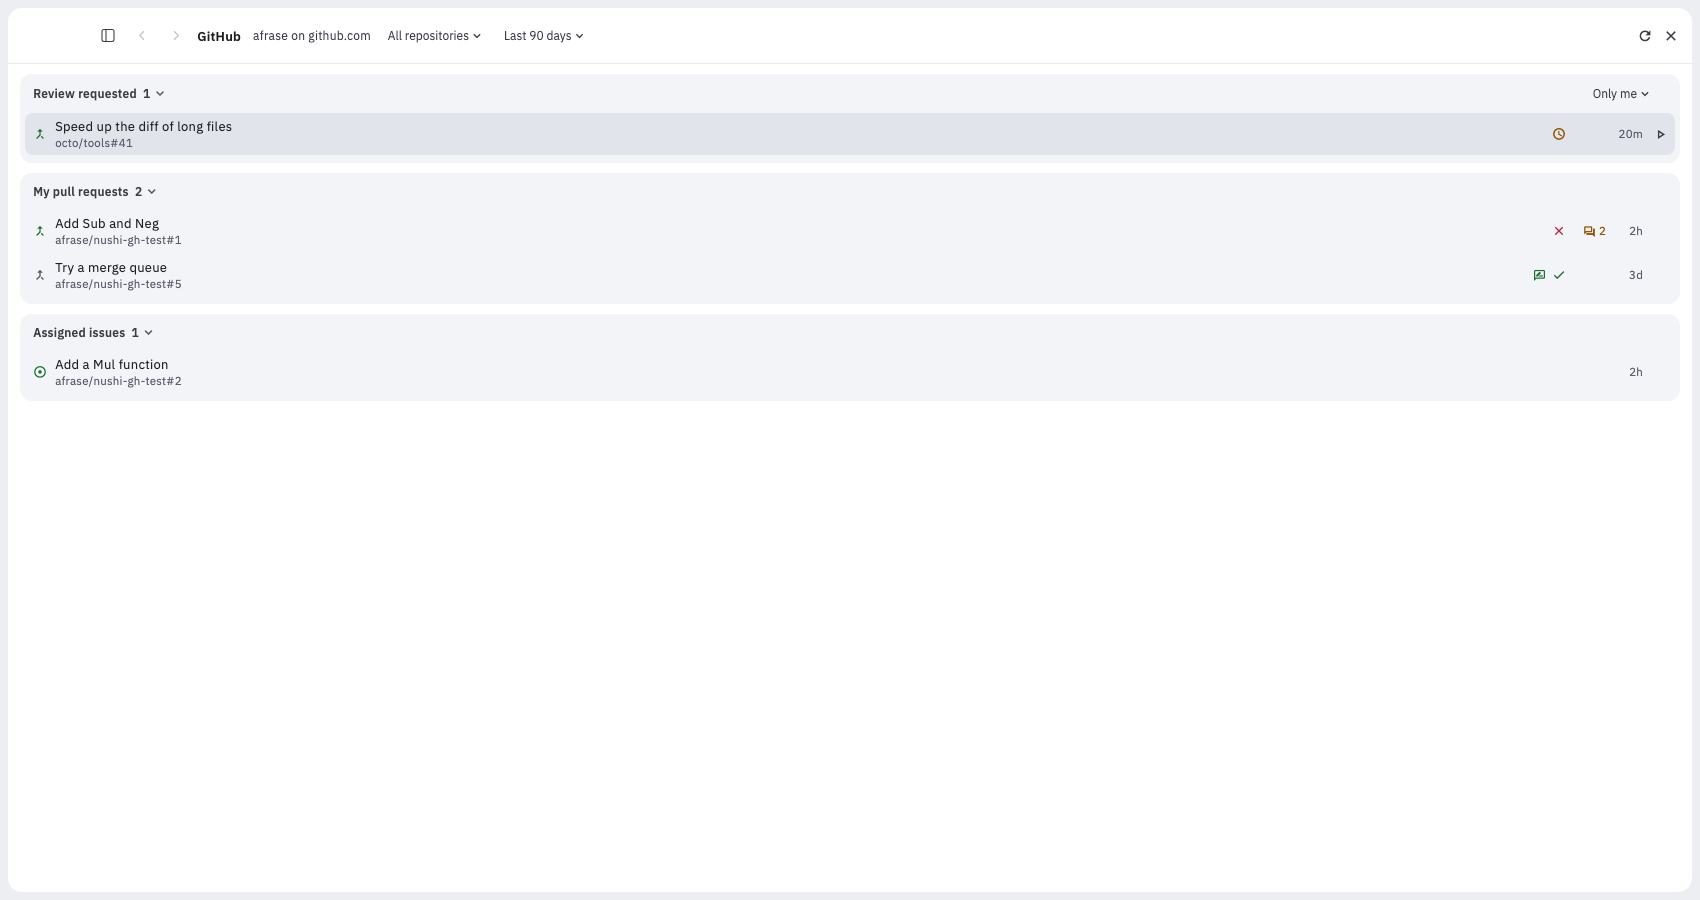 GitHub afrase on github.com All repositories Last 90 days
Review requested 1 Only me
Speed up the diff of long files
octo/tools#41 20m
My pull requests 2
Add Sub and Neg
afrase/nushi-gh-test#1 2 2h
Try a merge queue
afrase/nushi-gh-test#5 3d
Assigned issues 1
Add a Mul function
afrase/nushi-gh-test#2 2h